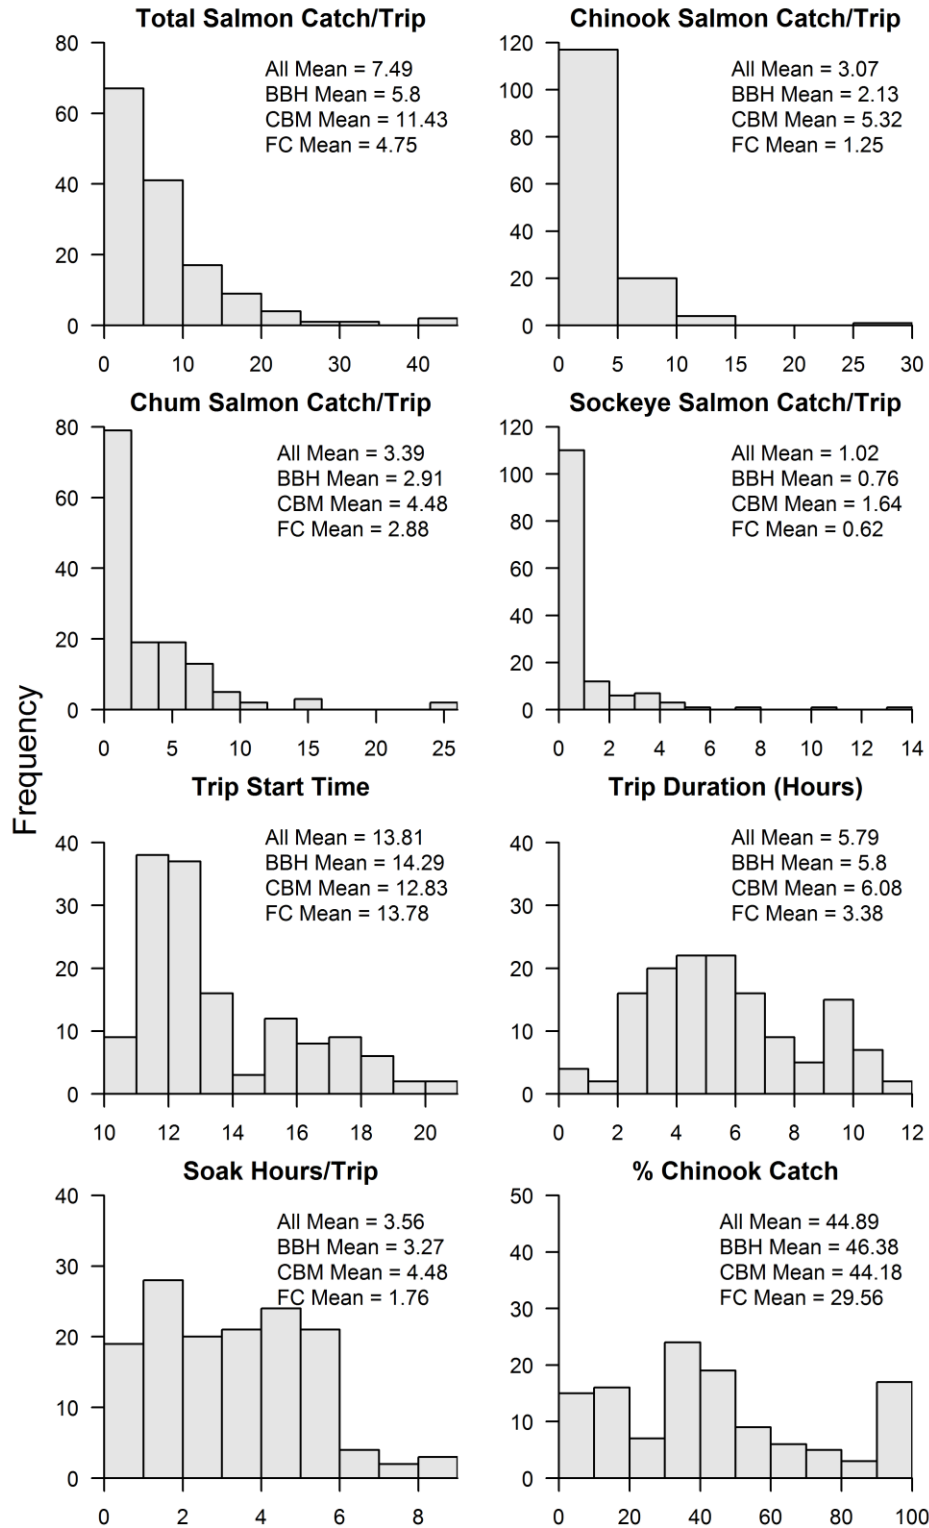 Total Salmon Catch/Trip
All Mean = 7.49
BBH Mean = 5.8
CBM Mean = 11.43
FC Mean = 4.75
80
60
40
20
0
0 10 20 30 40
Chinook Salmon Catch/Trip
All Mean = 3.07
BBH Mean = 2.13
CBM Mean = 5.32
FC Mean = 1.25
120
100
80
60
40
20
0
0 5 10 15 20 25 30
Chum Salmon Catch/Trip
All Mean = 3.39
BBH Mean = 2.91
CBM Mean = 4.48
FC Mean = 2.88
80
60
40
20
0
0 5 10 15 20 25
Sockeye Salmon Catch/Trip
All Mean = 1.02
BBH Mean = 0.76
CBM Mean = 1.64
FC Mean = 0.62
120
100
80
60
40
20
0
0 2 4 6 8 10 12 14
Frequency
Trip Start Time
All Mean = 13.81
BBH Mean = 14.29
CBM Mean = 12.83
FC Mean = 13.78
40
30
20
10
0
10 12 14 16 18 20
Trip Duration (Hours)
All Mean = 5.79
BBH Mean = 5.8
CBM Mean = 6.08
FC Mean = 3.38
40
30
20
10
0
0 2 4 6 8 10 12
Soak Hours/Trip
All Mean = 3.56
BBH Mean = 3.27
CBM Mean = 4.48
FC Mean = 1.76
40
30
20
10
0
0 2 4 6 8
% Chinook Catch
All Mean = 44.89
BBH Mean = 46.38
CBM Mean = 44.18
FC Mean = 29.56
50
40
30
20
10
0
0 20 40 60 80 100